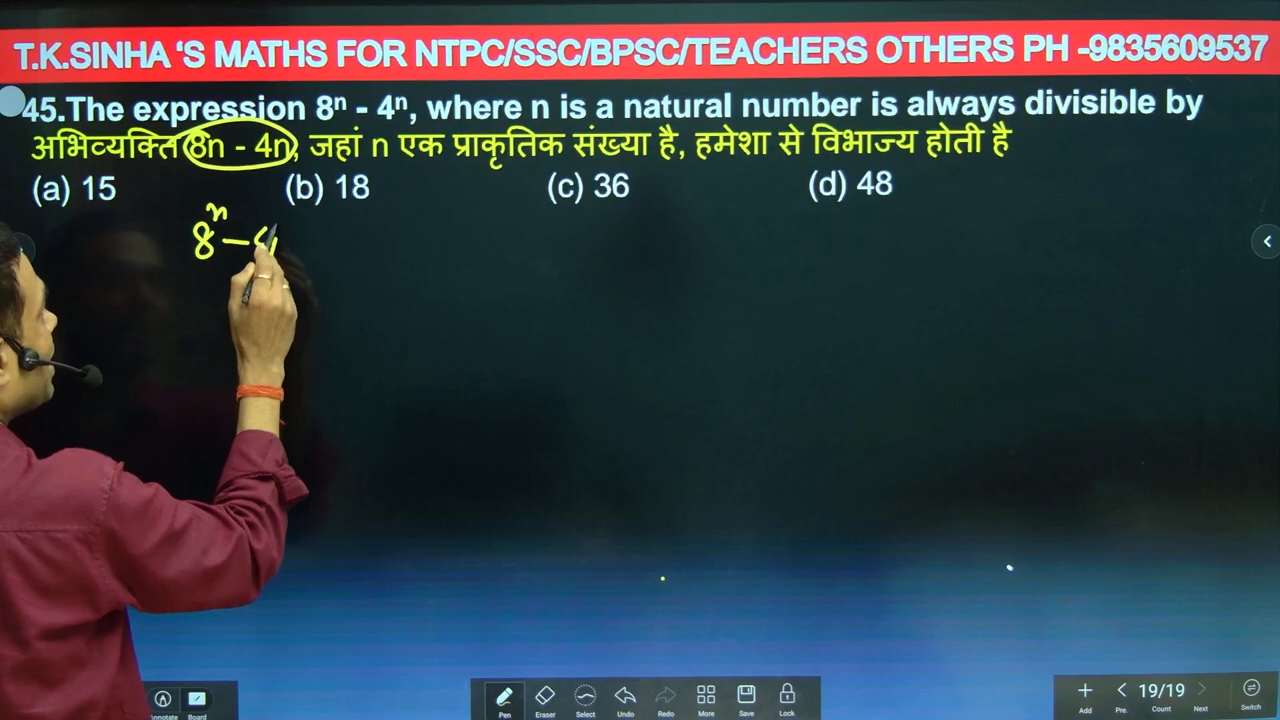 T.K.SINHA ‘S MATHS FOR NTPC/SSC/BPSC/TEACHERS OTHERS PH -9835609537
45.The expression 8ⁿ - 4ⁿ, where n is a natural number is always divisible by
अभिव्यक्ति 8n - 4n, जहां n एक प्राकृतिक संख्या है, हमेशा से विभाज्य होती है
(a) 15 (b) 18 (c) 36 (d) 48
8ⁿ – 4
Annotate Board
Pen Eraser Select Undo Redo More Save Lock
19/19
Add Pre. Count Next Switch